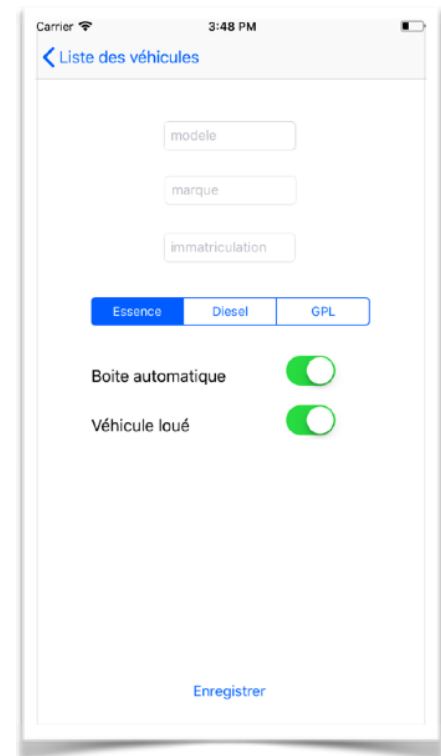 Carrier 3:48 PM
Liste des véhicules
modele
marque
immatriculation
Essence Diesel GPL
Boite automatique
Véhicule loué
Enregistrer